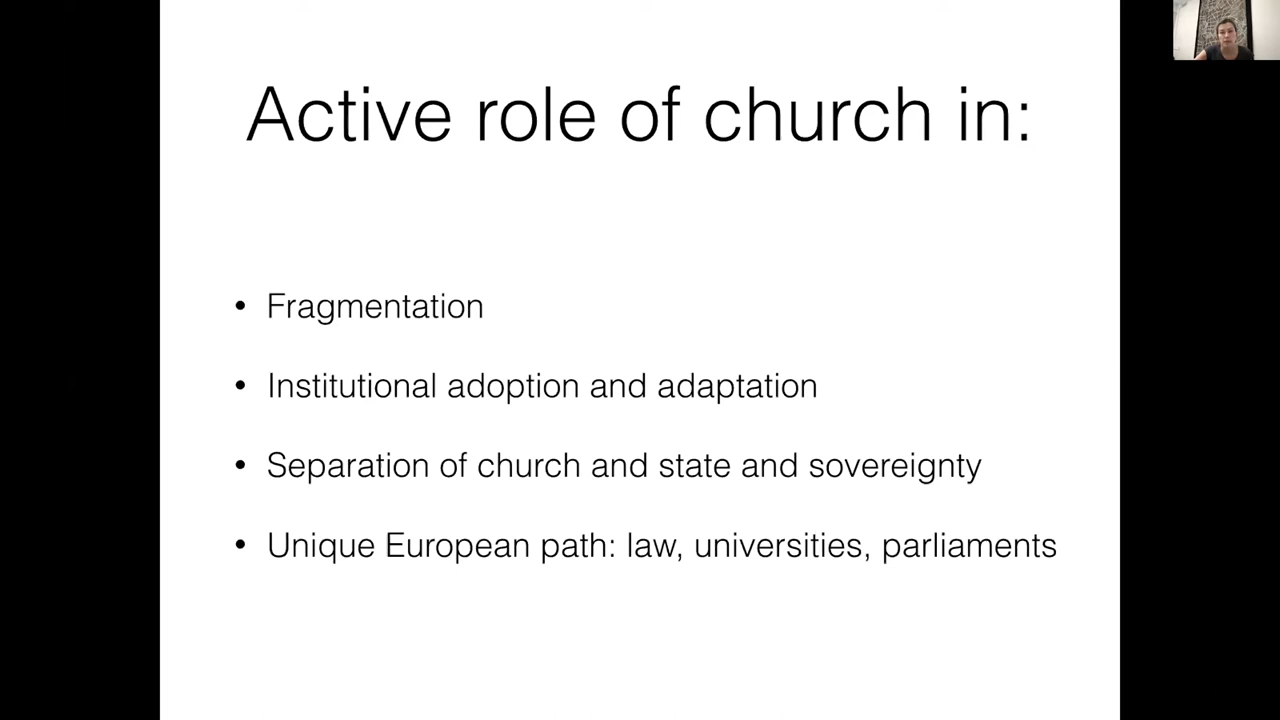 Active role of church in:
• Fragmentation
• Institutional adoption and adaptation
• Separation of church and state and sovereignty
• Unique European path: law, universities, parliaments